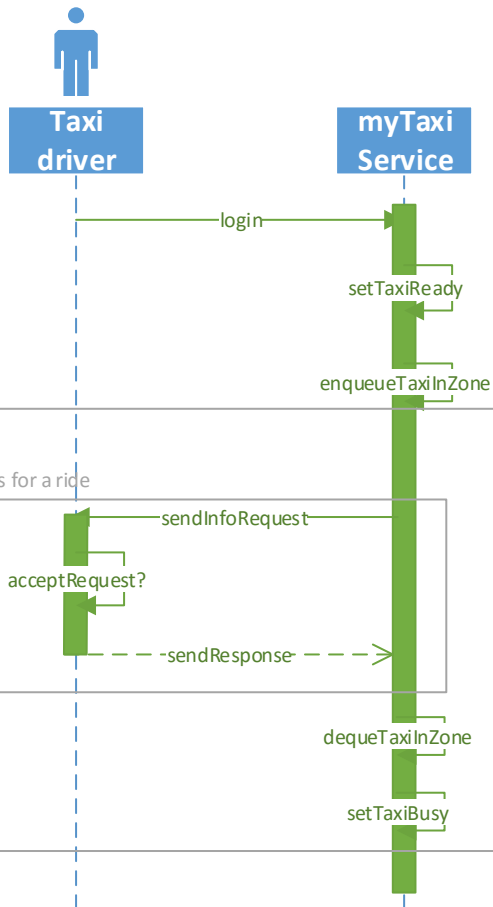 Taxi
driver
myTaxi
Service
login
setTaxiReady
enqueueTaxiInZone
for a ride
sendInfoRequest
acceptRequest?
sendResponse
dequeTaxiInZone
setTaxiBusy